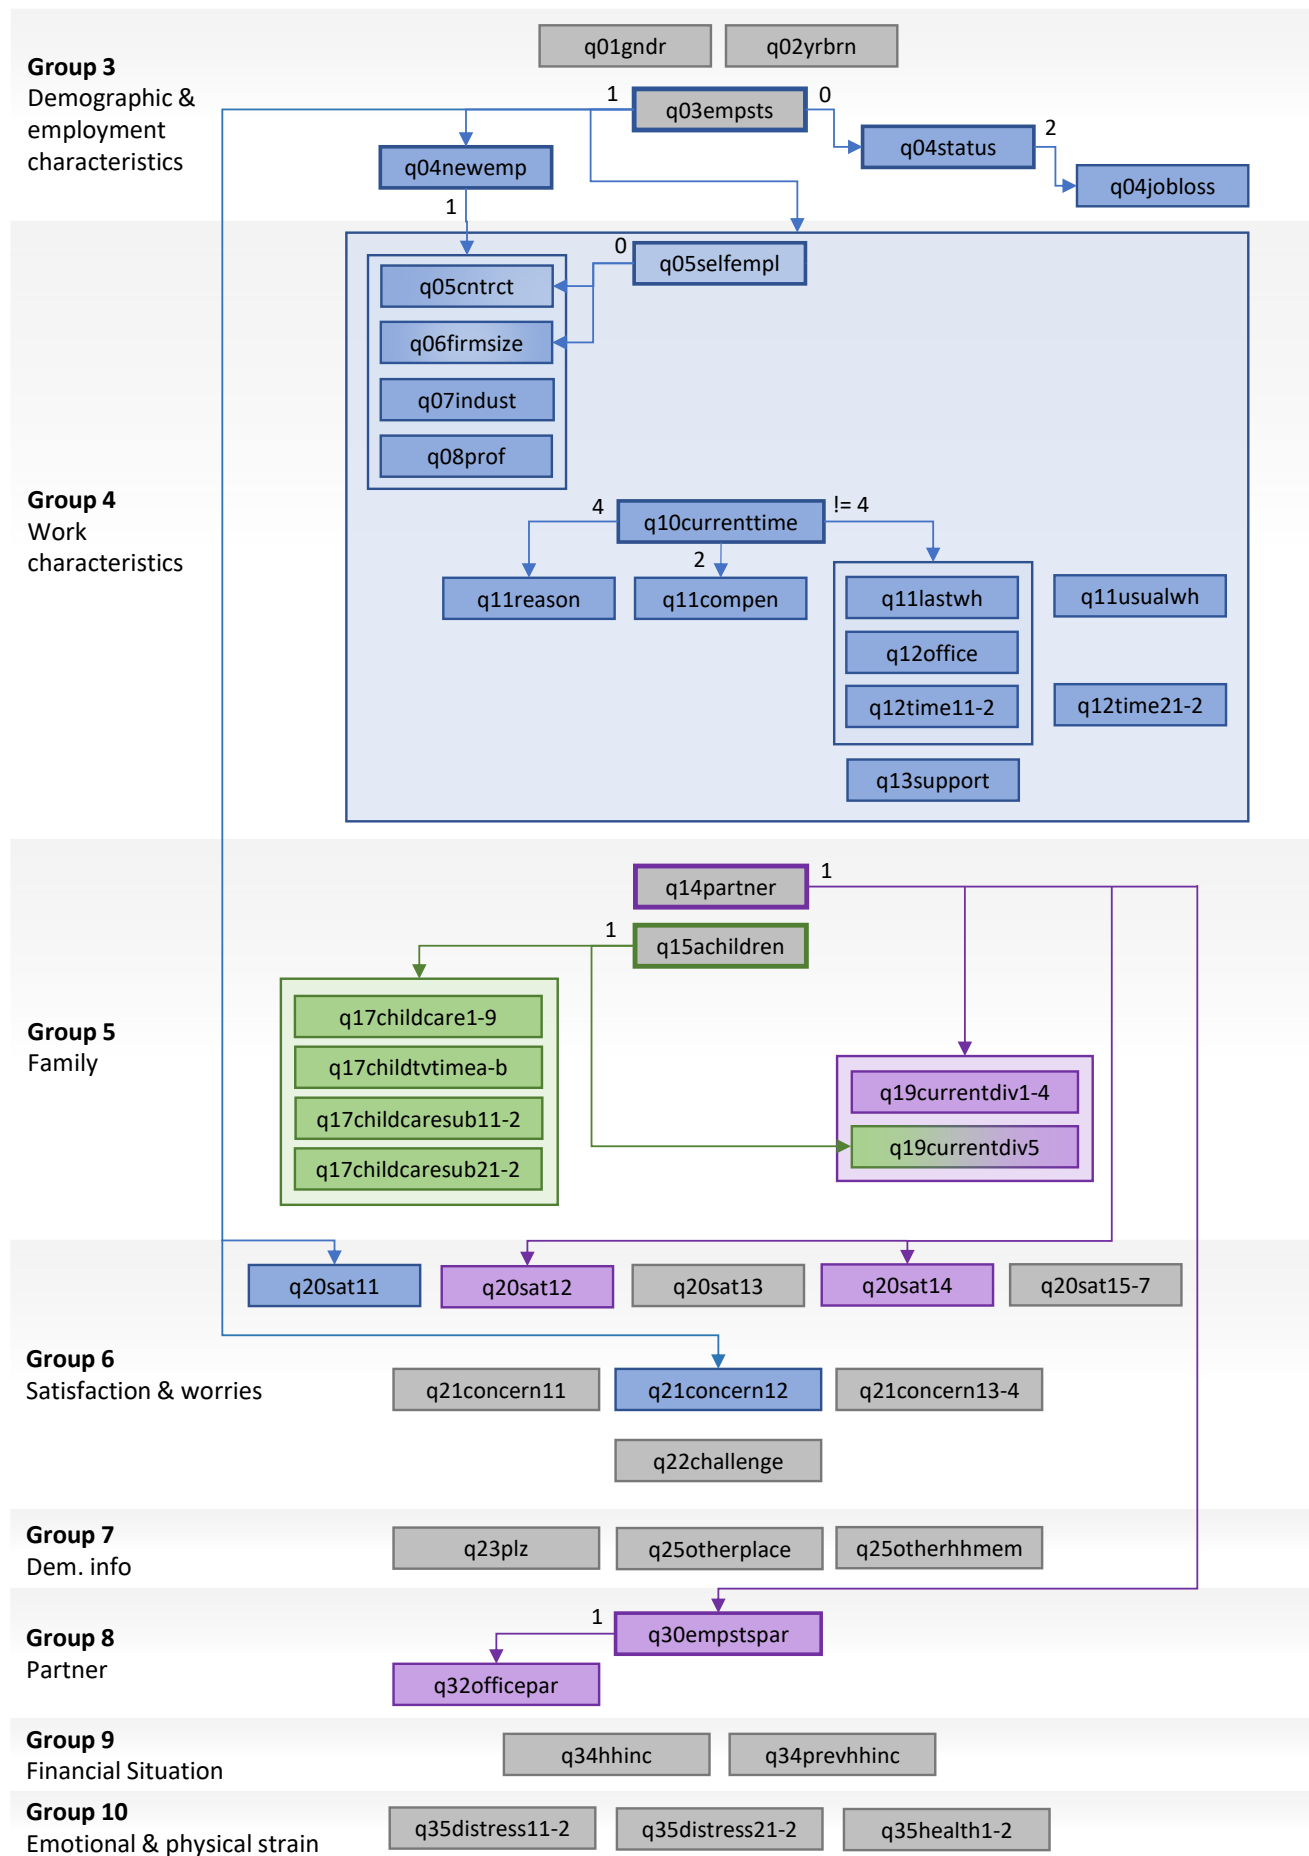 q01gndr
q02yrbrn
Group 3
Demographic &
employment
characteristics
1
q03empsts
0
q04status
2
q04newemp
q04jobloss
1
0
q05selfempl
q05cntrct
q06firmsize
q07indust
q08prof
Group 4
Work
characteristics
4
q10currenttime
!= 4
2
q11reason
q11compen
q11lastwh
q11usualwh
q12office
q12time11-2
q12time21-2
q13support
q14partner
1
1
q15achildren
Group 5
Family
q17childcare1-9
q17childtvtimea-b
q17childcaresub11-2
q17childcaresub21-2
q19currentdiv1-4
q19currentdiv5
q20sat11
q20sat12
q20sat13
q20sat14
q20sat15-7
Group 6
Satisfaction & worries
q21concern11
q21concern12
q21concern13-4
q22challenge
Group 7
Dem. info
q23plz
q25otherplace
q25otherhhmem
Group 8
Partner
1
q30empstspar
q32officepar
Group 9
Financial Situation
q34hhinc
q34prevhhinc
Group 10
Emotional & physical strain
q35distress11-2
q35distress21-2
q35health1-2